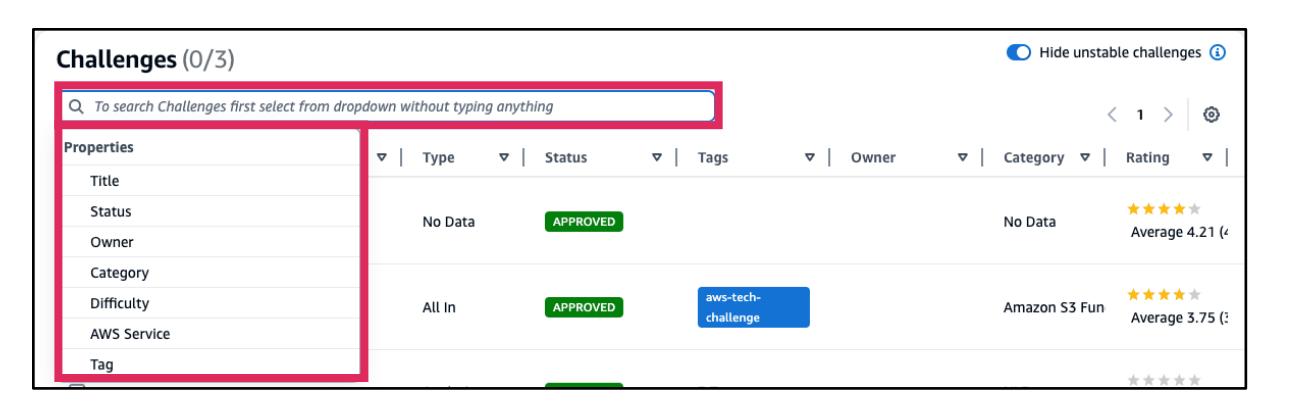 Challenges (0/3)
Hide unstable challenges
To search Challenges first select from dropdown without typing anything
1
Properties
Title
Status
Owner
Category
Difficulty
AWS Service
Tag
Type Status Tags Owner Category Rating
No Data APPROVED No Data
Average 4.21
All In APPROVED aws-tech-
challenge
Amazon S3 Fun
Average 3.75